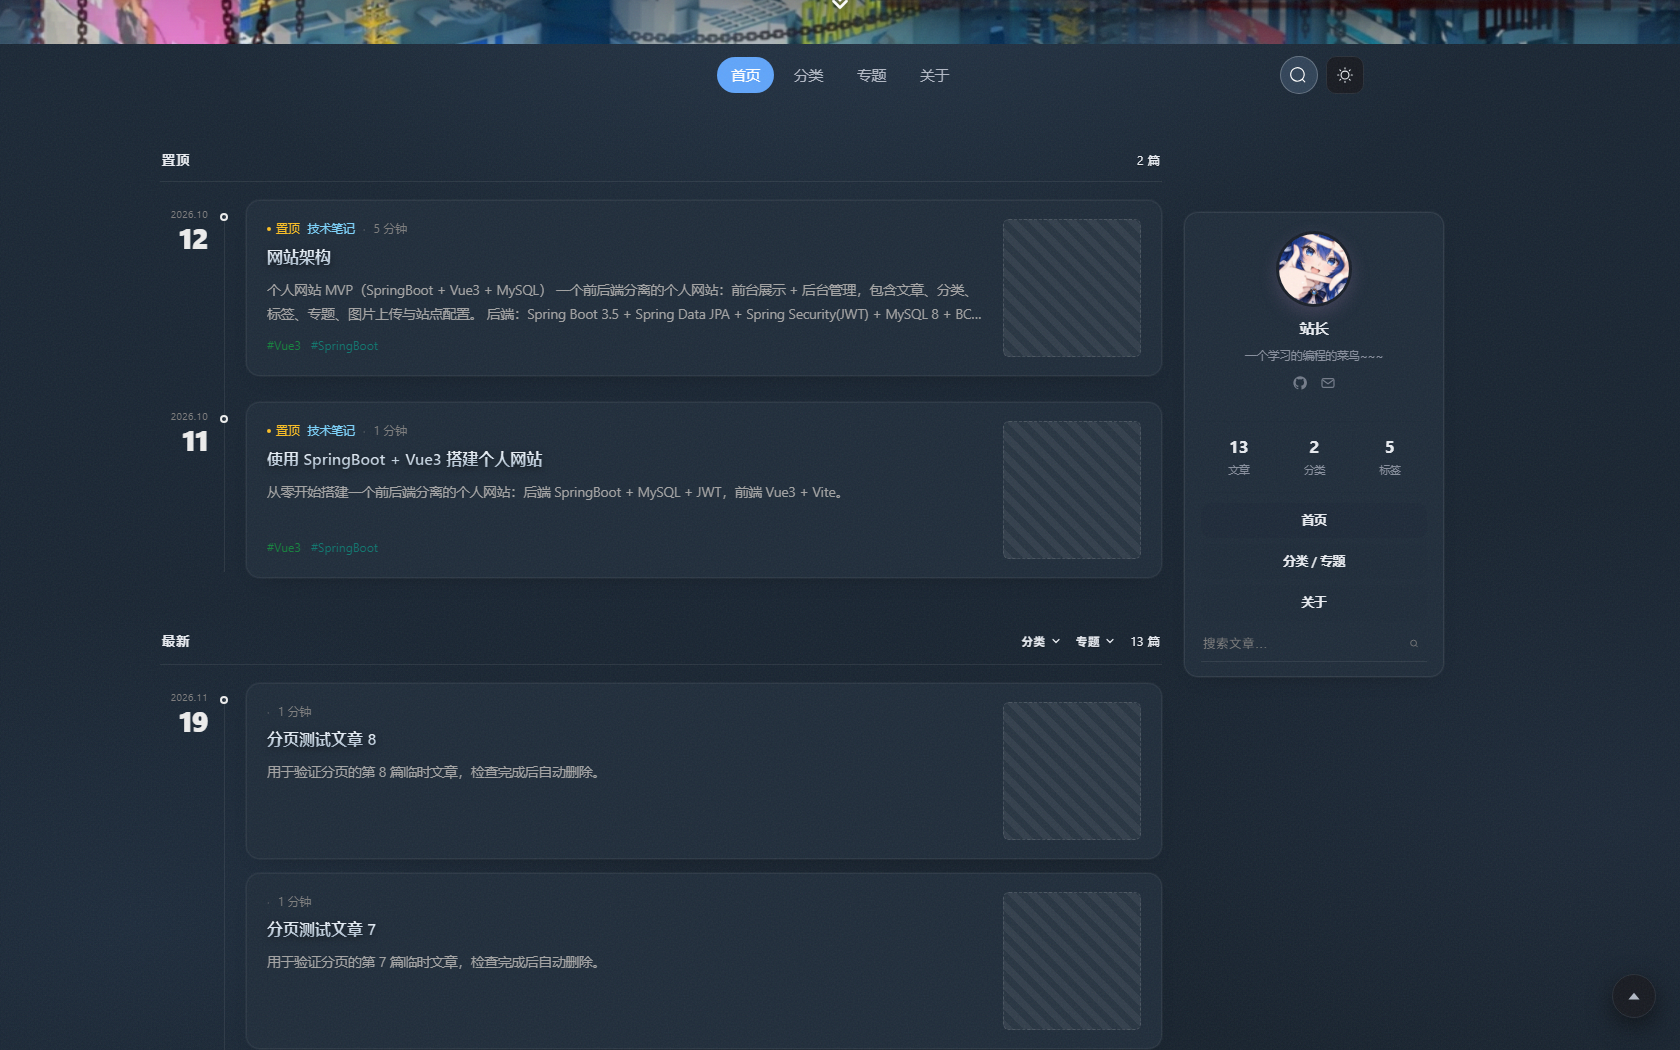 首页 分类 专题 关于
置顶 2 篇
2026.10
12
• 置顶 技术笔记 · 5 分钟
网站架构
个人网站 MVP（SpringBoot + Vue3 + MySQL） 一个前后端分离的个人网站：前台展示 + 后台管理，包含文章、分类、
标签、专题、图片上传与站点配置。 后端：Spring Boot 3.5 + Spring Data JPA + Spring Security(JWT) + MySQL 8 + BC...
#Vue3 #SpringBoot
2026.10
11
• 置顶 技术笔记 · 1 分钟
使用 SpringBoot + Vue3 搭建个人网站
从零开始搭建一个前后端分离的个人网站：后端 SpringBoot + MySQL + JWT，前端 Vue3 + Vite。
#Vue3 #SpringBoot
最新 分类 专题 13 篇
2026.11
19
· 1 分钟
分页测试文章 8
用于验证分页的第 8 篇临时文章，检查完成后自动删除。
· 1 分钟
分页测试文章 7
用于验证分页的第 7 篇临时文章，检查完成后自动删除。
站长
一个学习的编程的菜鸟~~~
13 2 5
文章 分类 标签
首页
分类 / 专题
关于
搜索文章...